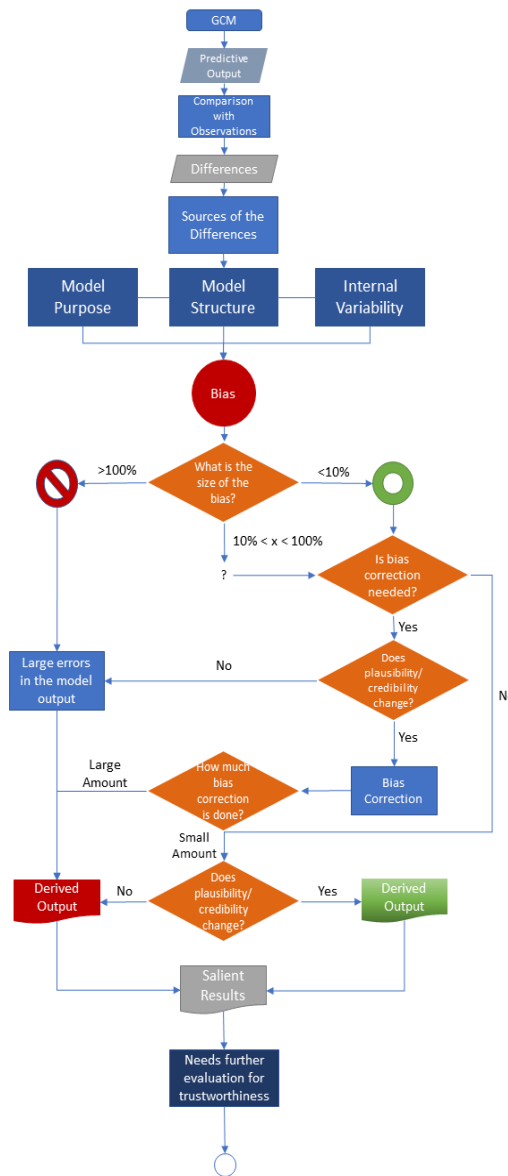 GCM
Predictive
Output
Comparison
with
Observations
Differences
Sources of the
Differences
Model
Purpose
Model
Structure
Internal
Variability
Bias
>100%
What is the
size of the
bias?
<10%
10% < x < 100%
?
Is bias
correction
needed?
Yes
N
Large errors
in the model
output
No
Does
plausibility/
credibility
change?
Yes
Large
Amount
How much
bias
correction
is done?
Bias
Correction
Small
Amount
Derived
Output
No
Does
plausibility/
credibility
change?
Yes
Derived
Output
Salient
Results
Needs further
evaluation for
trustworthiness